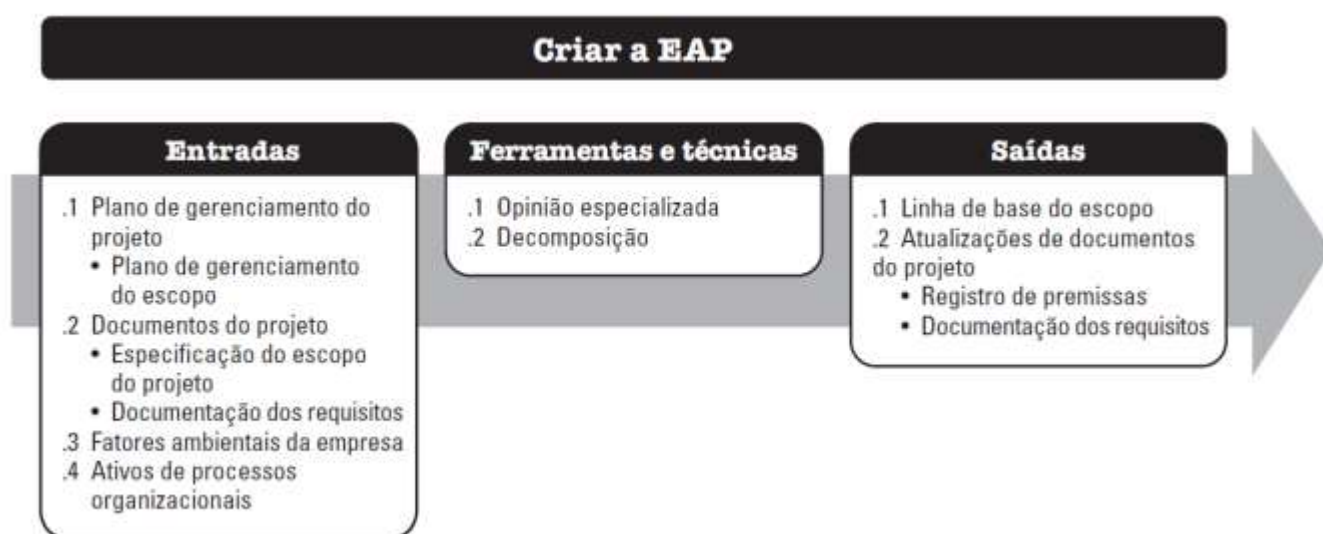 Criar a EAP
Entradas
.1 Plano de gerenciamento do
projeto
• Plano de gerenciamento
do escopo
.2 Documentos do projeto
• Especificação do escopo
do projeto
• Documentação dos requisitos
.3 Fatores ambientais da empresa
.4 Ativos de processos
organizacionais
Ferramentas e técnicas
.1 Opinião especializada
.2 Decomposição
Saídas
.1 Linha de base do escopo
.2 Atualizações de documentos
do projeto
• Registro de premissas
• Documentação dos requisitos